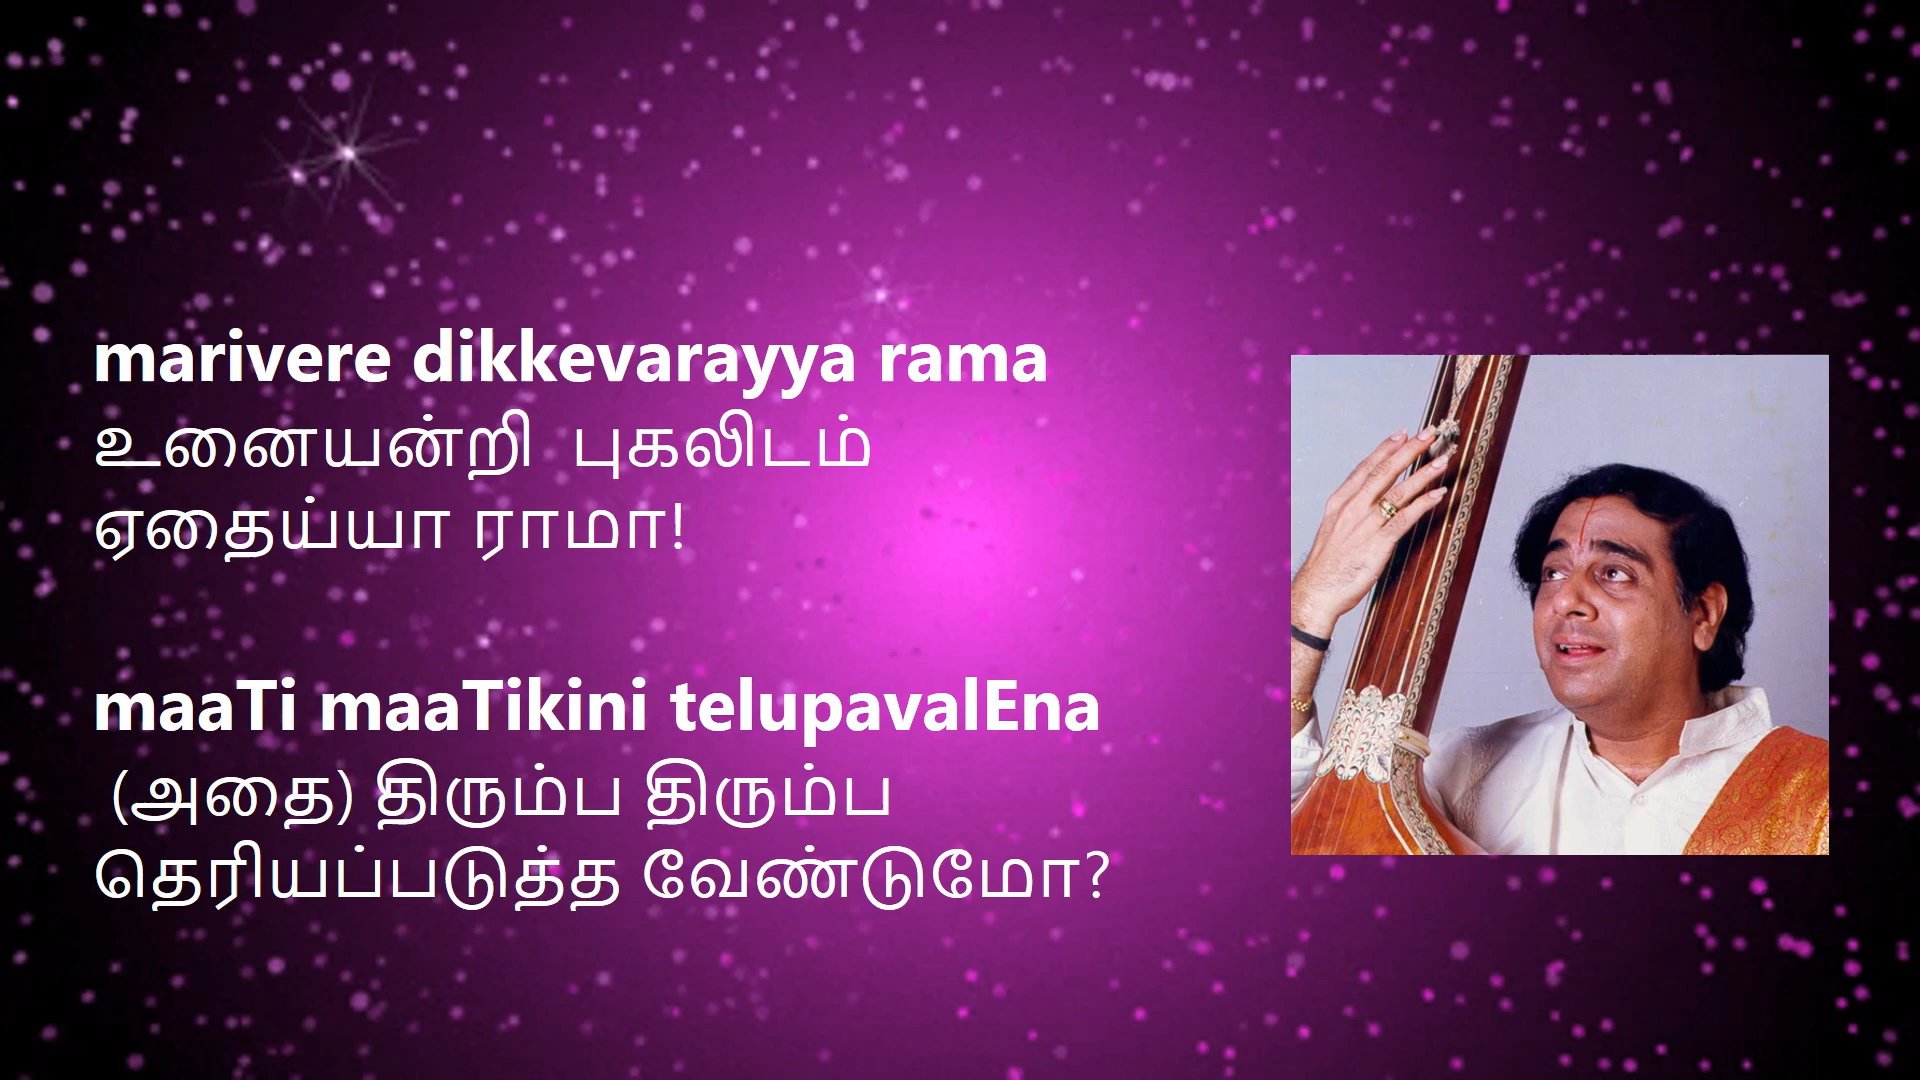 marivere dikkevarayya rama
உனையன்றி புகலிடம்
ஏதைய்யா ராமா!
maaTi maaTikini telupavalEna
(அதை) திரும்ப திரும்ப
தெரியப்படுத்த வேண்டுமோ?